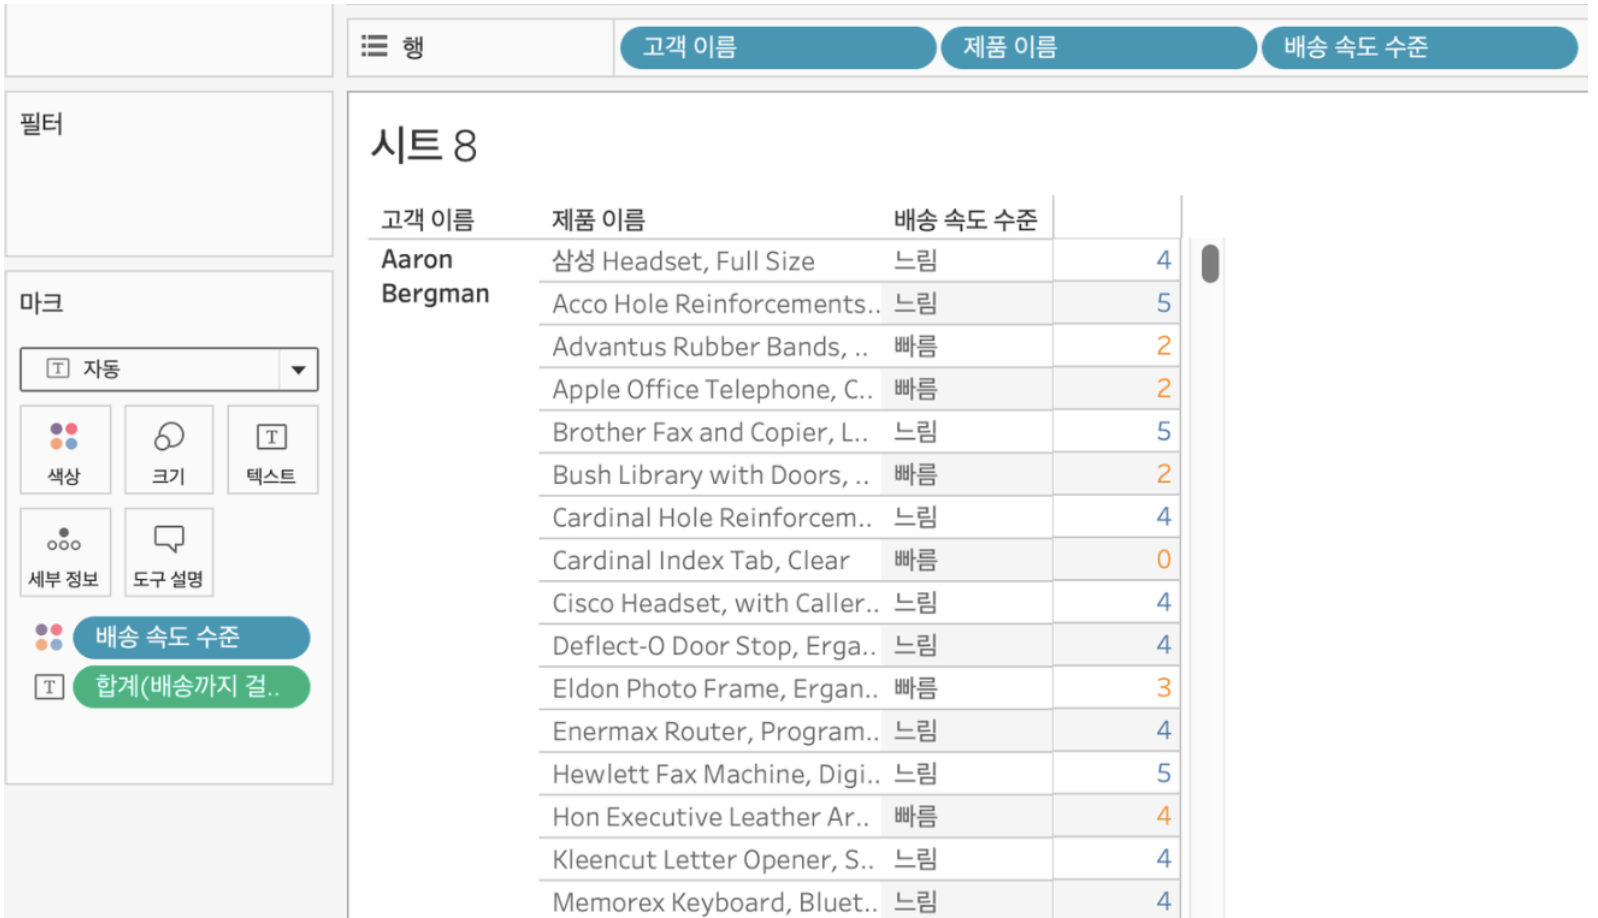 행 고객 이름 제품 이름 배송 속도 수준
필터
마크
자동
색상 크기 텍스트
세부 정보 도구 설명
배송 속도 수준
합계(배송까지 걸..
시트 8
고객 이름 제품 이름 배송 속도 수준
Aaron Bergman 삼성 Headset, Full Size 느림 4
Acco Hole Reinforcements.. 느림 5
Advantus Rubber Bands, .. 빠름 2
Apple Office Telephone, C.. 빠름 2
Brother Fax and Copier, L.. 느림 5
Bush Library with Doors, .. 빠름 2
Cardinal Hole Reinforcem.. 느림 4
Cardinal Index Tab, Clear 빠름 0
Cisco Headset, with Caller.. 느림 4
Deflect-O Door Stop, Erga.. 느림 4
Eldon Photo Frame, Ergan.. 빠름 3
Enermax Router, Program.. 느림 4
Hewlett Fax Machine, Digi.. 느림 5
Hon Executive Leather Ar.. 빠름 4
Kleencut Letter Opener, S.. 느림 4
Memorex Keyboard, Bluet.. 느림 4